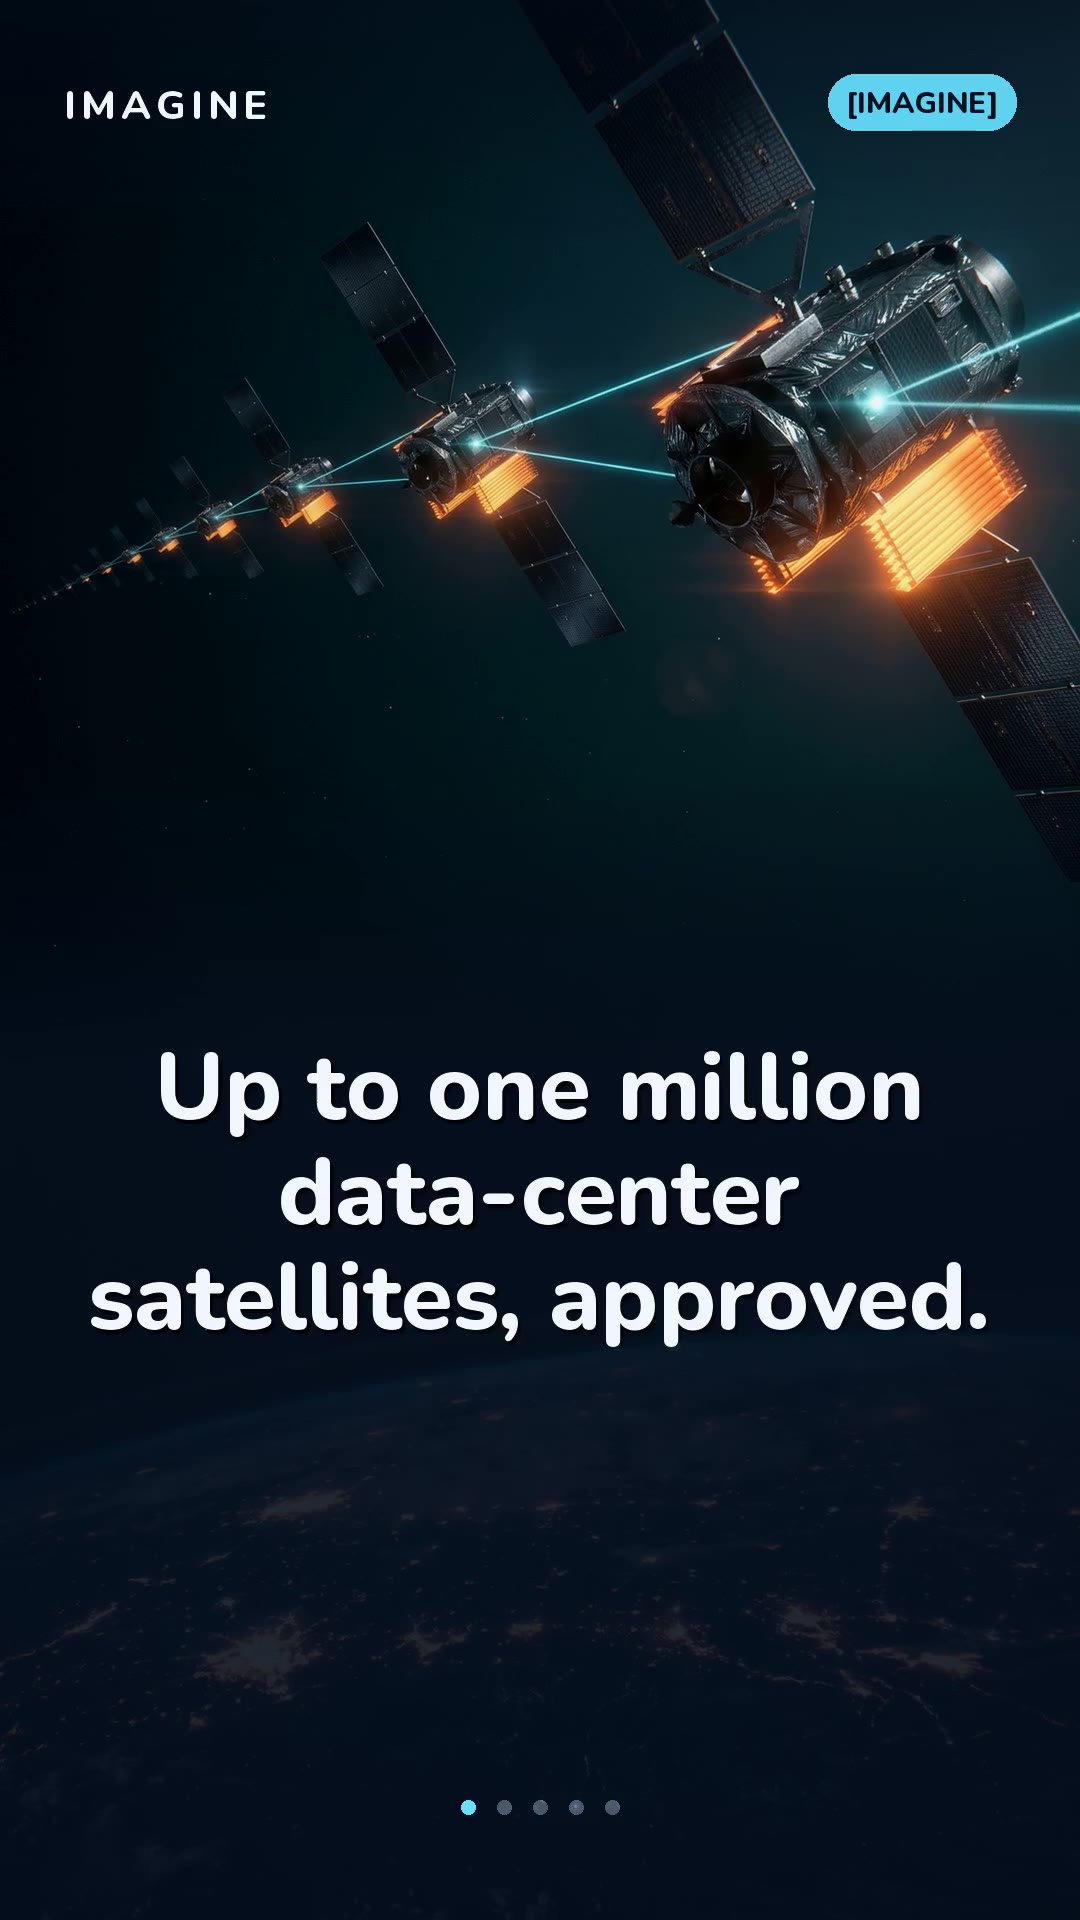 IMAGINE
[IMAGINE]
Up to one million
data-center
satellites, approved.